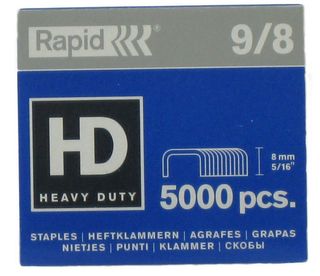 Rapid 9/8
HD
HEAVY DUTY
8 mm
5/16"
5000 pcs.
STAPLES | HEFTKLAMMERN | AGRAFES | GRAPAS
NIETJES | PUNTI | KLAMMER | СКОБЫ